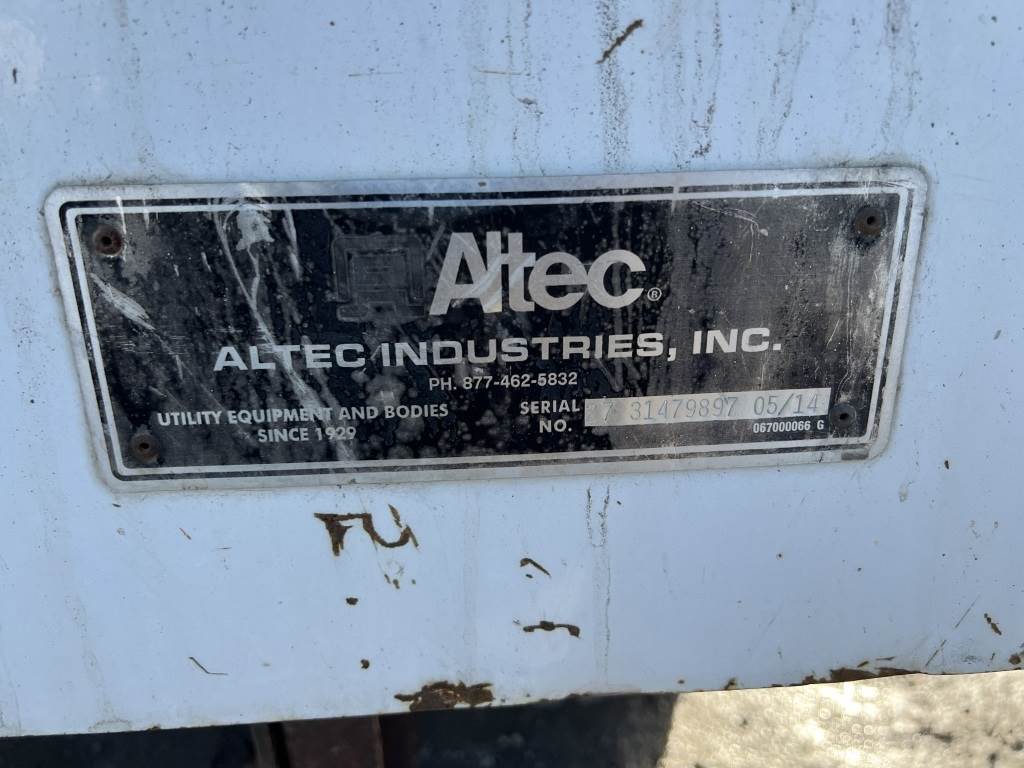 Altec®
ALTEC INDUSTRIES, INC.
PH. 877-462-5832
UTILITY EQUIPMENT AND BODIES
SINCE 1929
SERIAL NO. 7 31479897 05/14
067000066 G